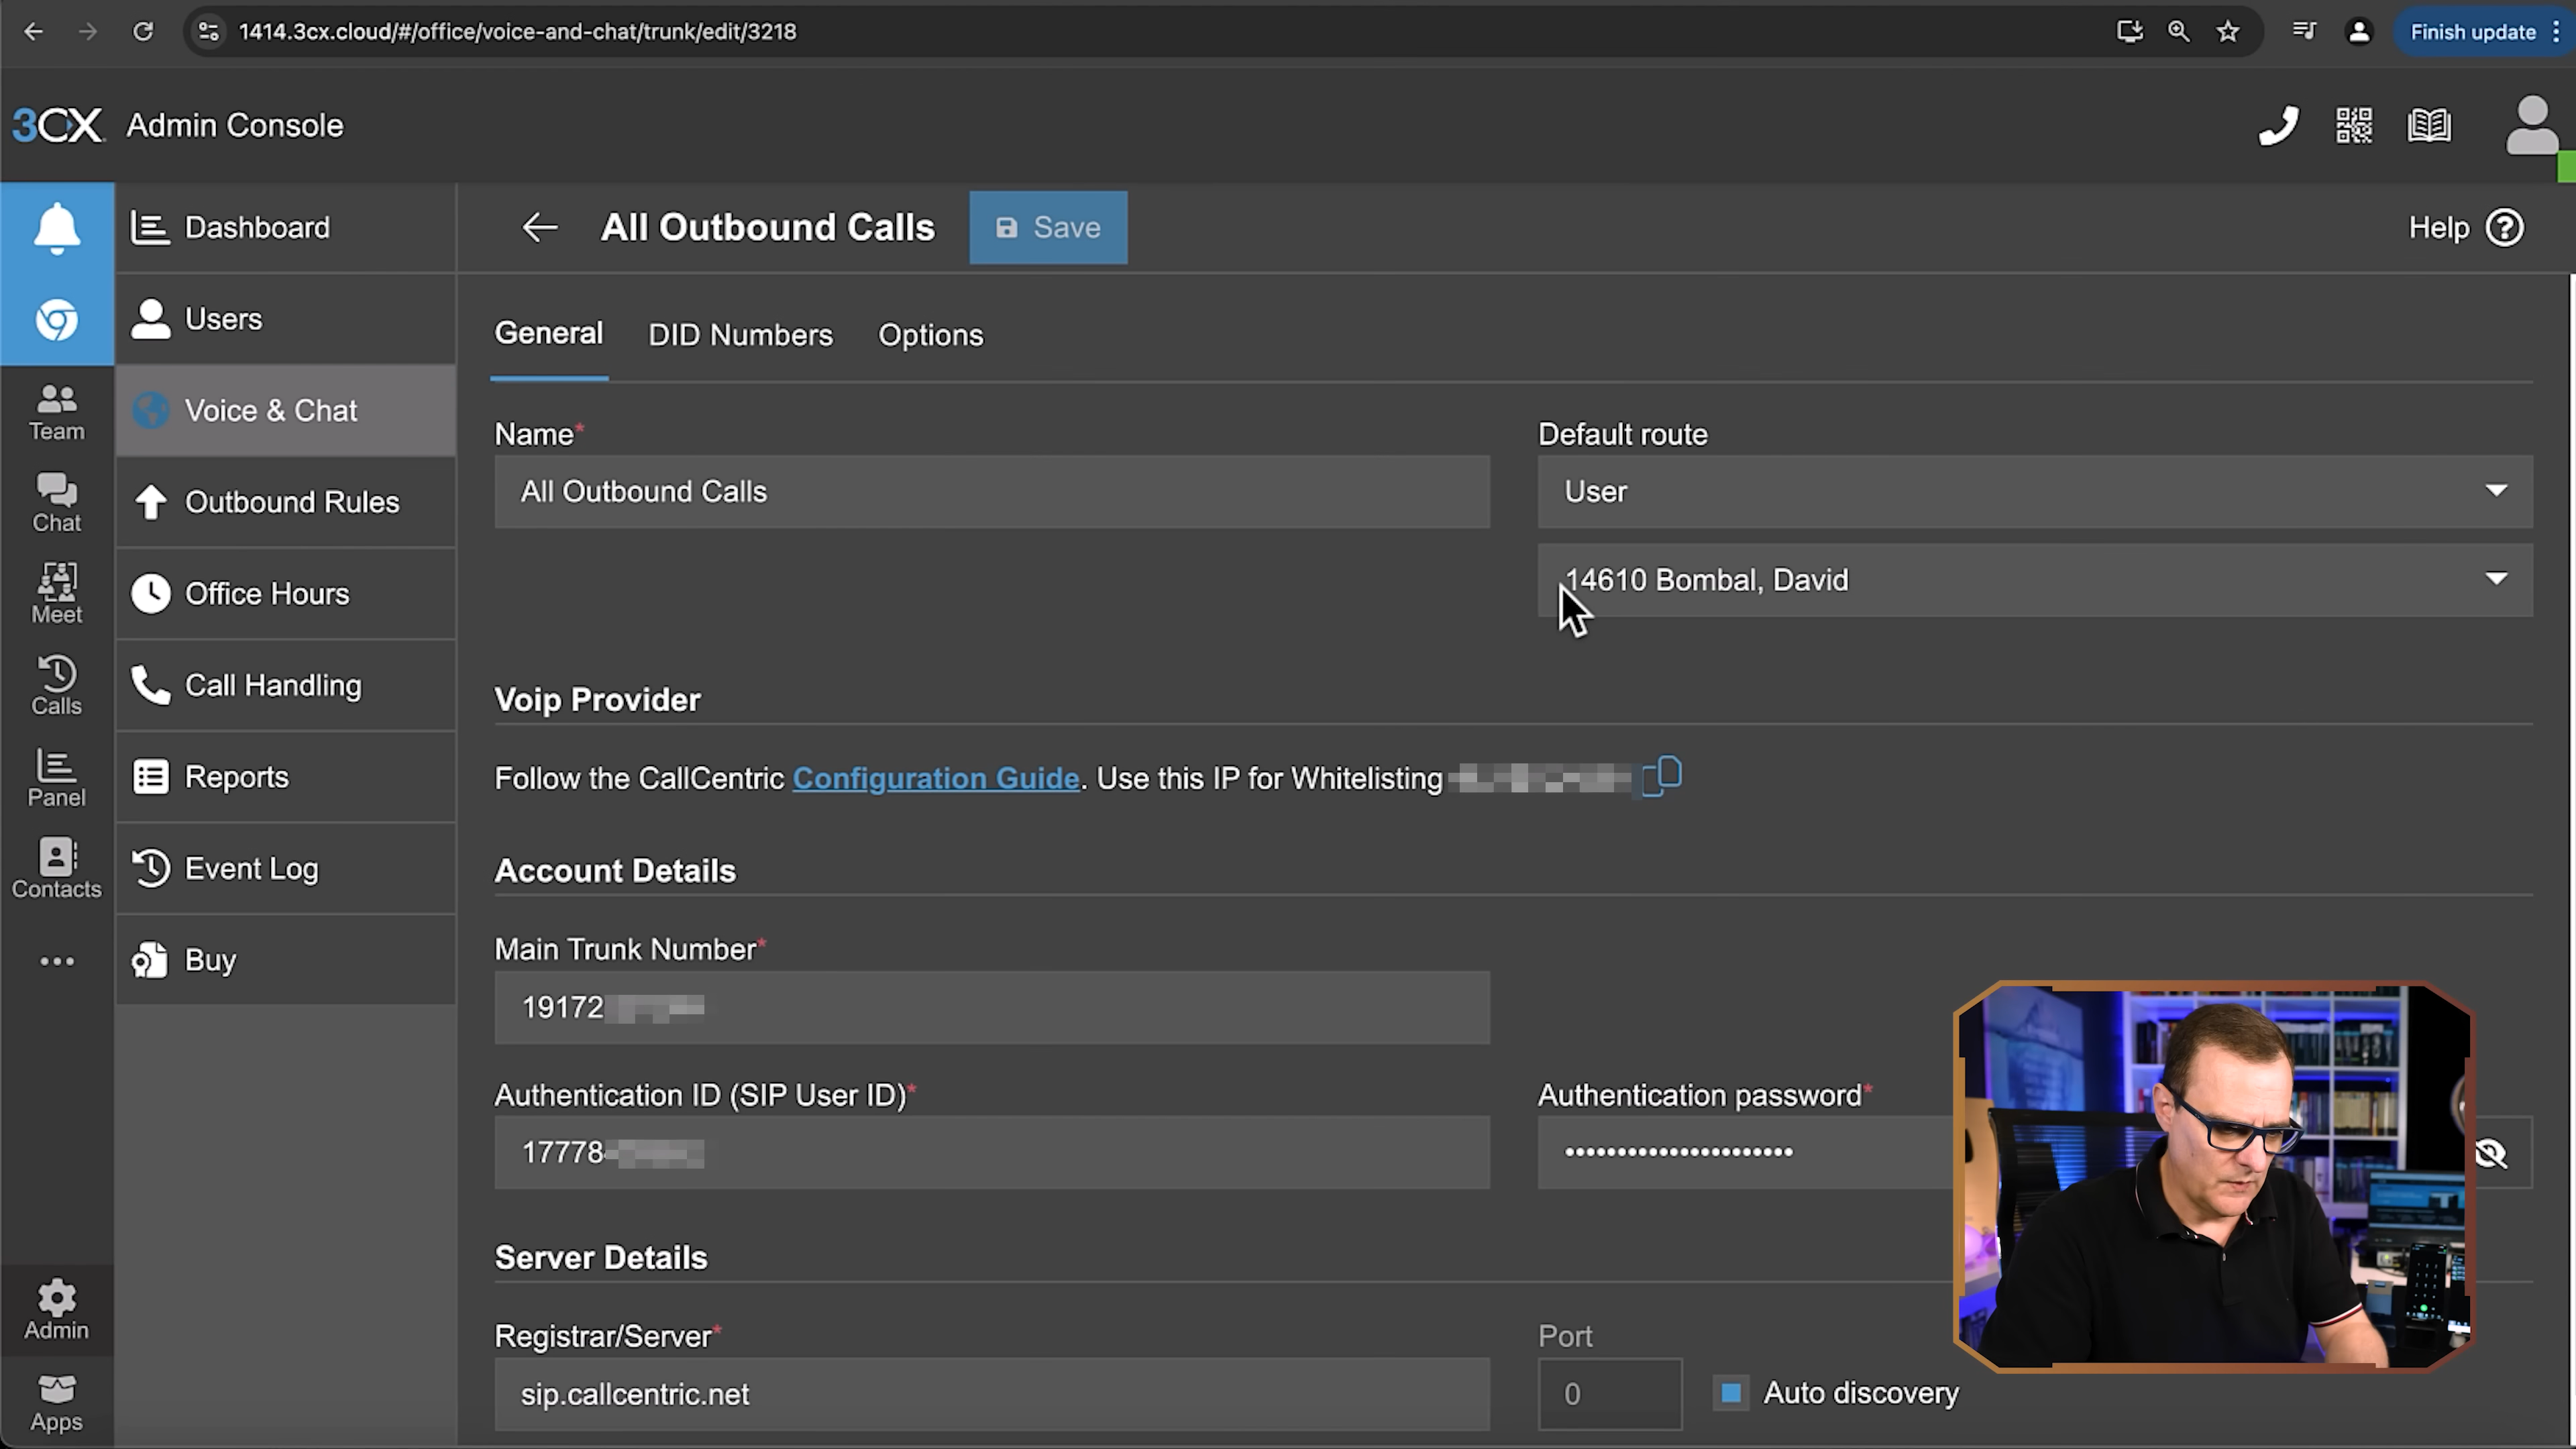 1414.3cx.cloud/#/office/voice-and-chat/trunk/edit/3218
Finish update
3CX Admin Console
Dashboard
Users
Voice & Chat
Outbound Rules
Office Hours
Call Handling
Reports
Event Log
Buy
Team
Chat
Meet
Calls
Panel
Contacts
Admin
Apps
All Outbound Calls
Save
Help
General DID Numbers Options
Name*
All Outbound Calls
Default route
User
14610 Bombal, David
Voip Provider
Follow the CallCentric Configuration Guide. Use this IP for Whitelisting
Account Details
Main Trunk Number*
19172
Authentication ID (SIP User ID)*
17778
Authentication password*
••••••••••••••••••••••
Server Details
Registrar/Server*
sip.callcentric.net
Port
0
Auto discovery